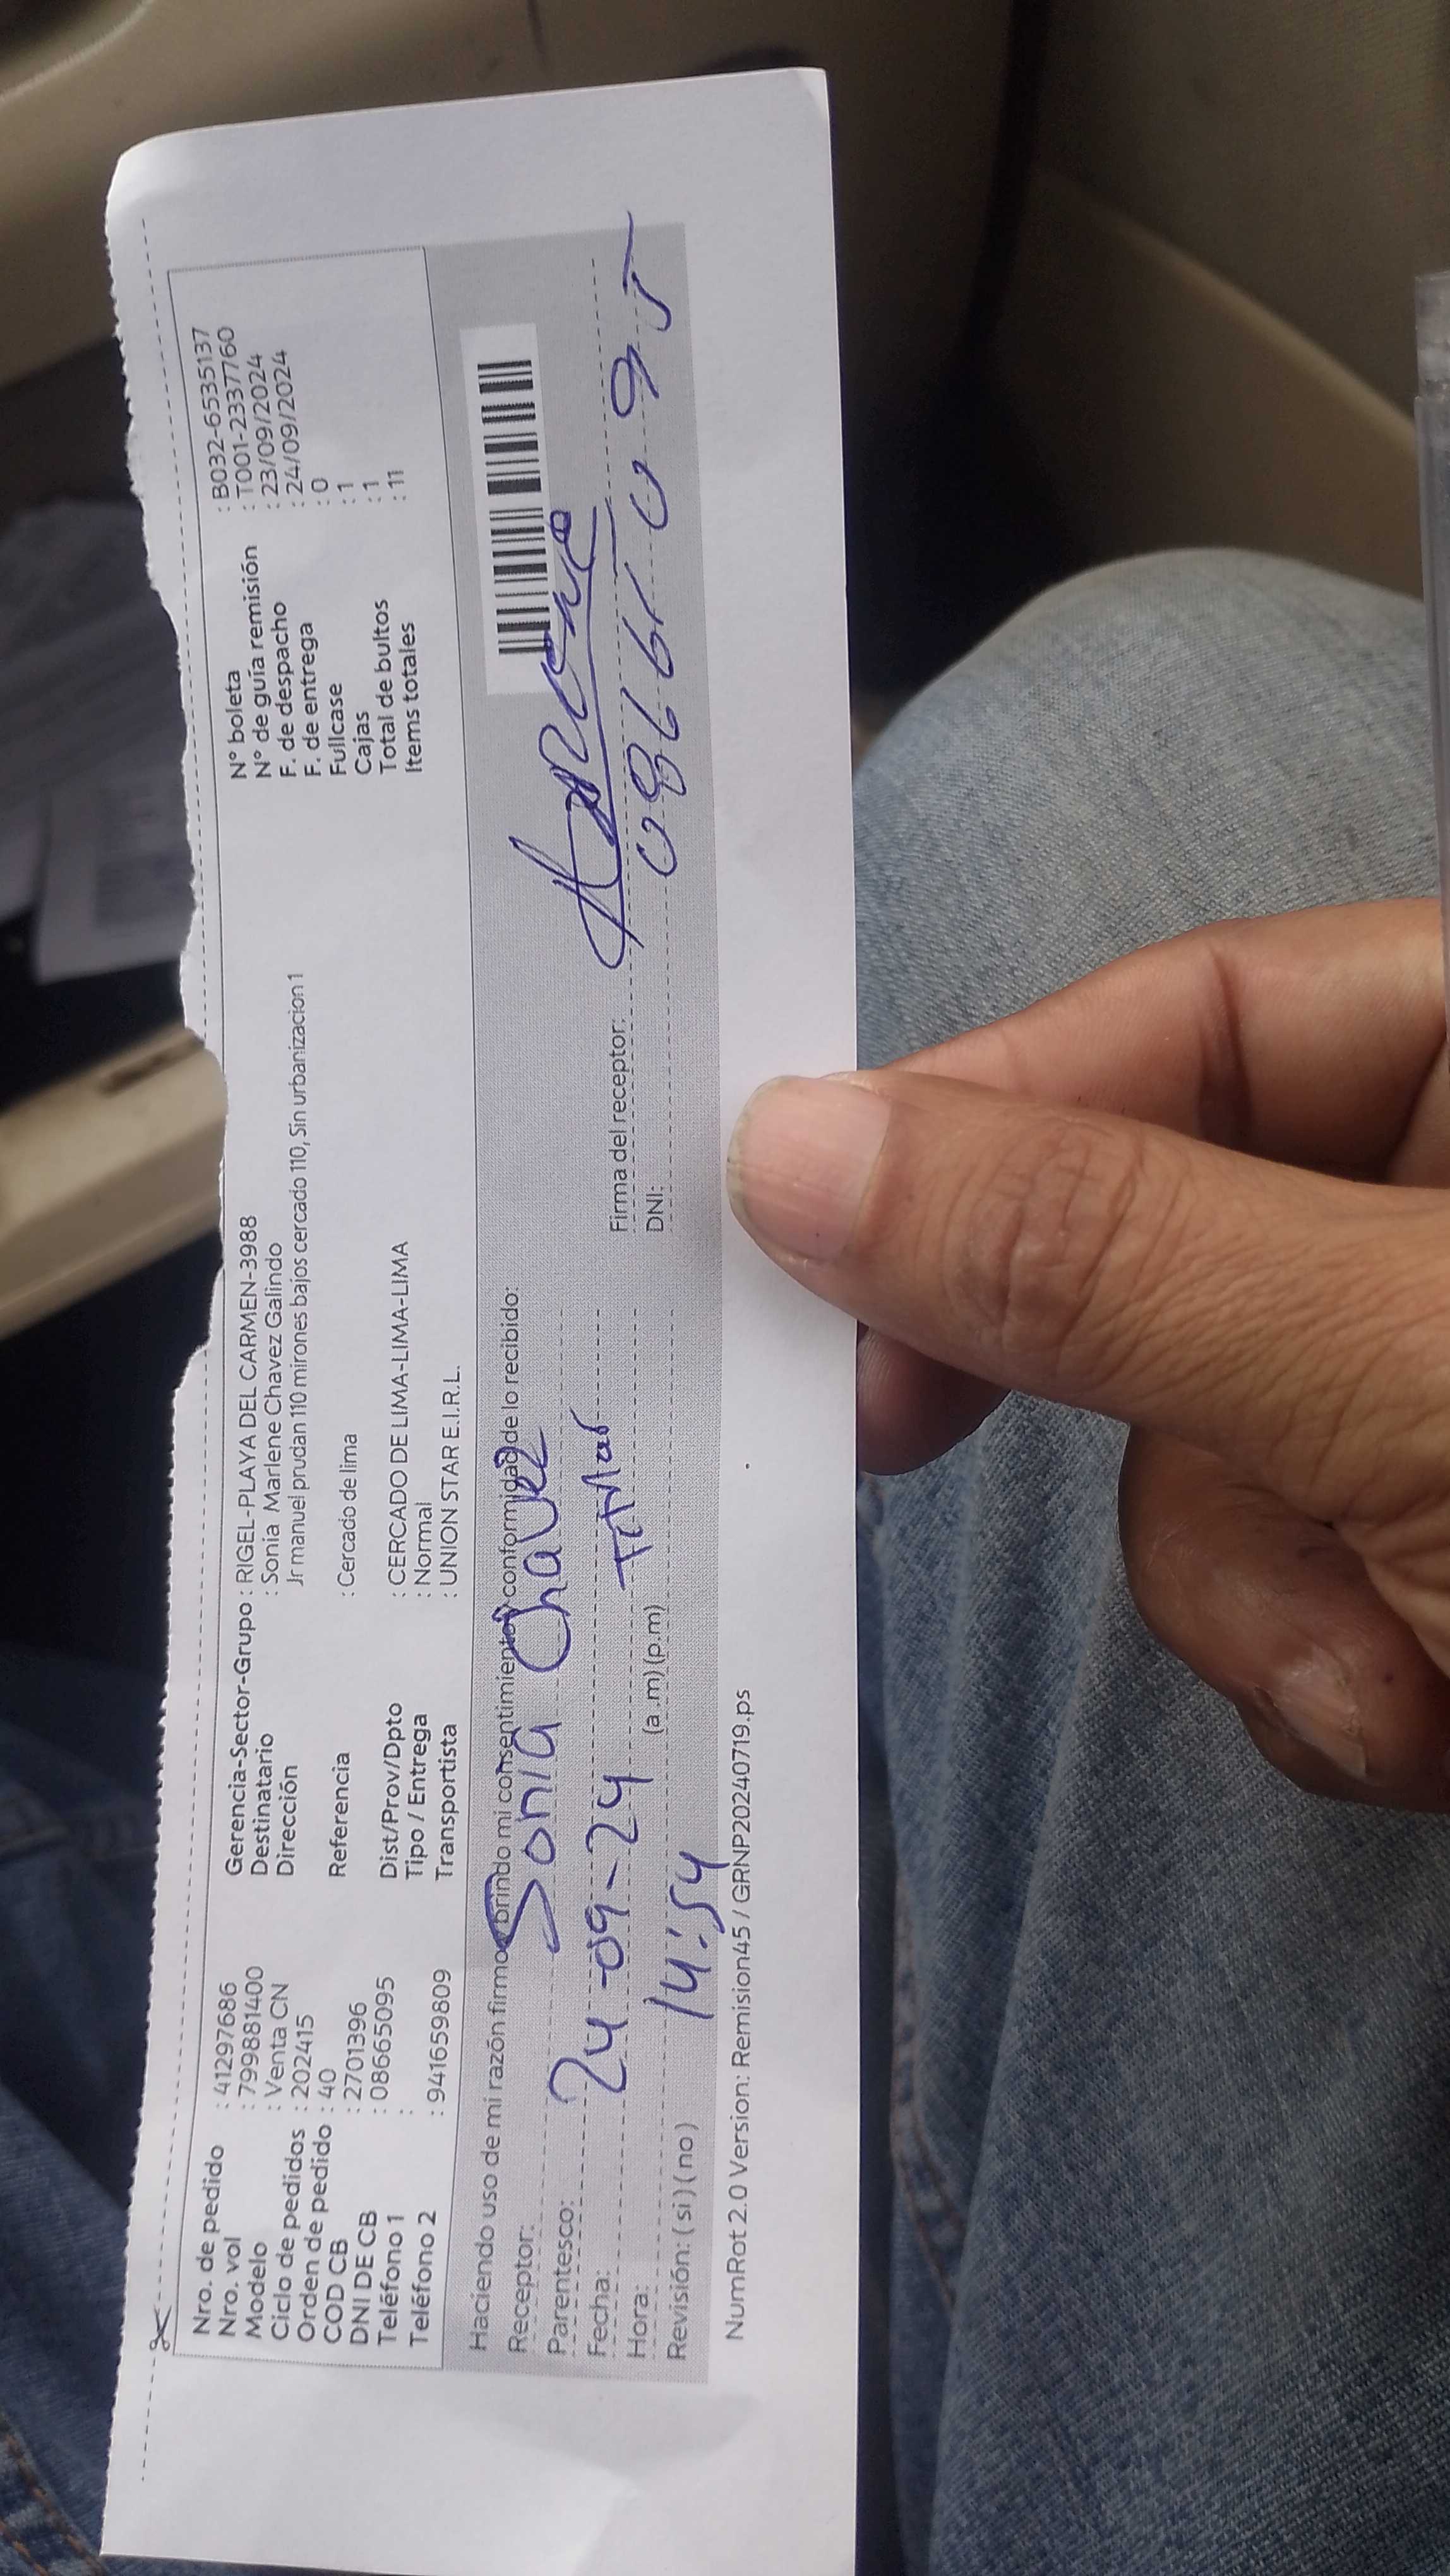 Nro. de pedido : 41297686
Nro. vol : 799881400
Modelo : Venta CN
Ciclo de pedidos : 202415
Orden de pedido : 40
COD CB : 2701396
DNI DE CB : 08665095
Teléfono 1 :
Teléfono 2 : 941659809
Gerencia-Sector-Grupo : RIGEL-PLAYA DEL CARMEN-3988
Destinatario : Sonia Marlene Chavez Galindo
Dirección Jr manuel prudan 110 mirones bajos cercado 110, Sin urbanizacion 1
Referencia : Cercado de lima
Dist/Prov/Dpto : CERCADO DE LIMA-LIMA-LIMA
Tipo / Entrega : Normal
Transportista : UNION STAR E.I.R.L.
N° boleta : B032-6535137
N° de guía remisión : T001-2337760
F. de despacho : 23/09/2024
F. de entrega : 24/09/2024
Fullcase : 0
Cajas : 1
Total de bultos : 1
Items totales : 11
Haciendo uso de mi razón firmo y brindo mi consentimiento y conformidad de lo recibido:
Receptor: Sonia Chavez
Parentesco: Titular
Fecha: 24-09-24
Hora: 14:54 (a.m) (p.m)
Revisión: ( si ) ( no )
Firma del receptor:
DNI: 08665095
NumRot 2.0 Version: Remision45 / GRNP20240719.ps